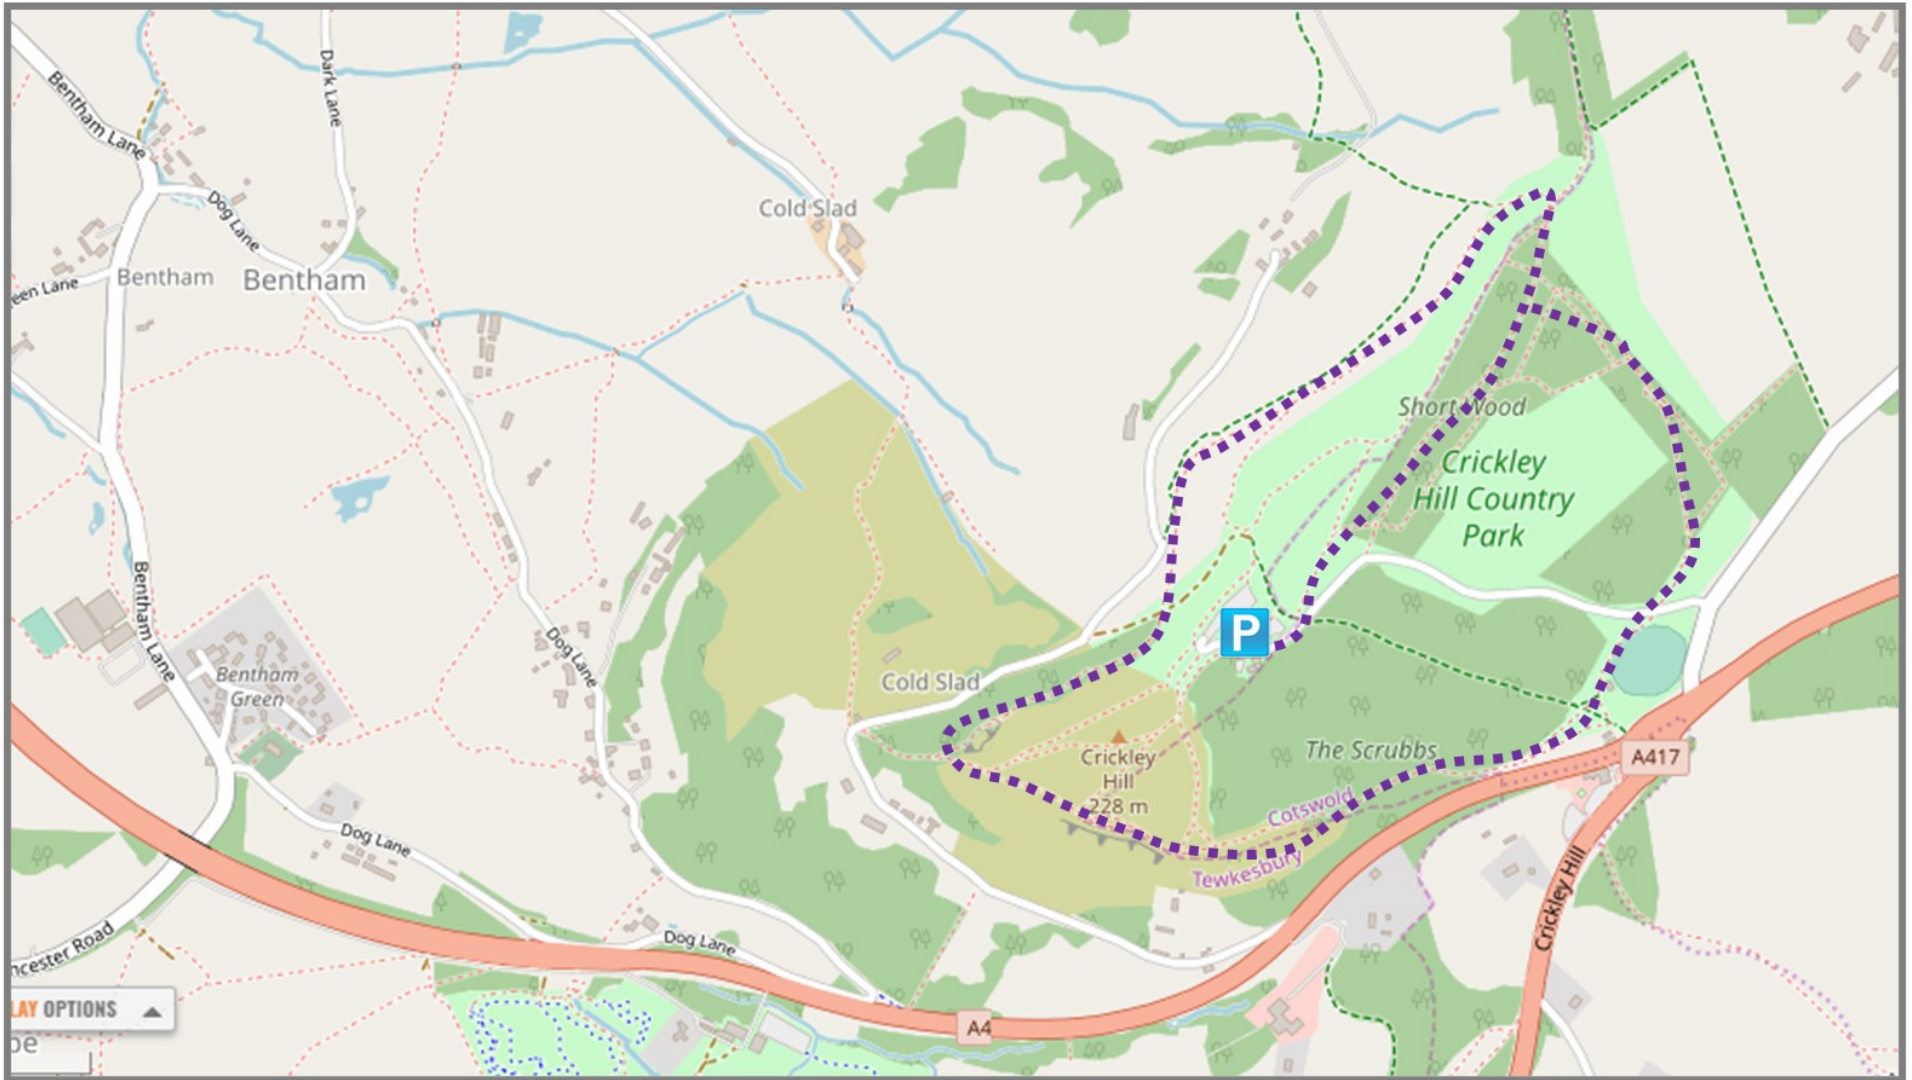 Bentham Lane
Dark Lane
Dog Lane
Cold Slad
Bentham
Bentham
een Lane
Short Wood
Crickley
Hill Country
Park
Bentham Lane
P
Dog Lane
Bentham
Green
Cold Slad
The Scrubbs
Crickley
Hill
228 m
A417
Cotswold
Tewkesbury
Dog Lane
Crickley Hill
ncester Road
Dog Lane
LAY OPTIONS
A4
pe